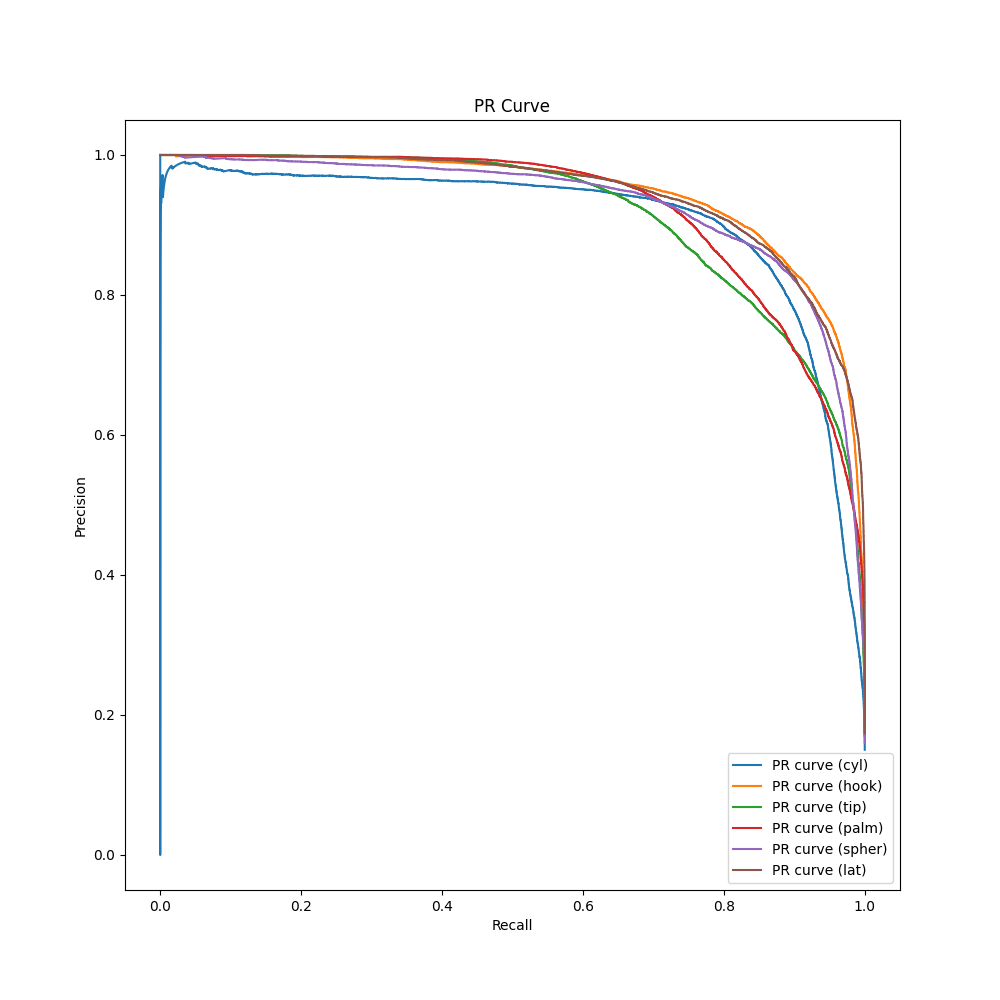 PR Curve
1.0
0.8
0.6
0.4
0.2
0.0
Precision
0.0 0.2 0.4 0.6 0.8 1.0
Recall
PR curve (cyl)
PR curve (hook)
PR curve (tip)
PR curve (palm)
PR curve (spher)
PR curve (lat)